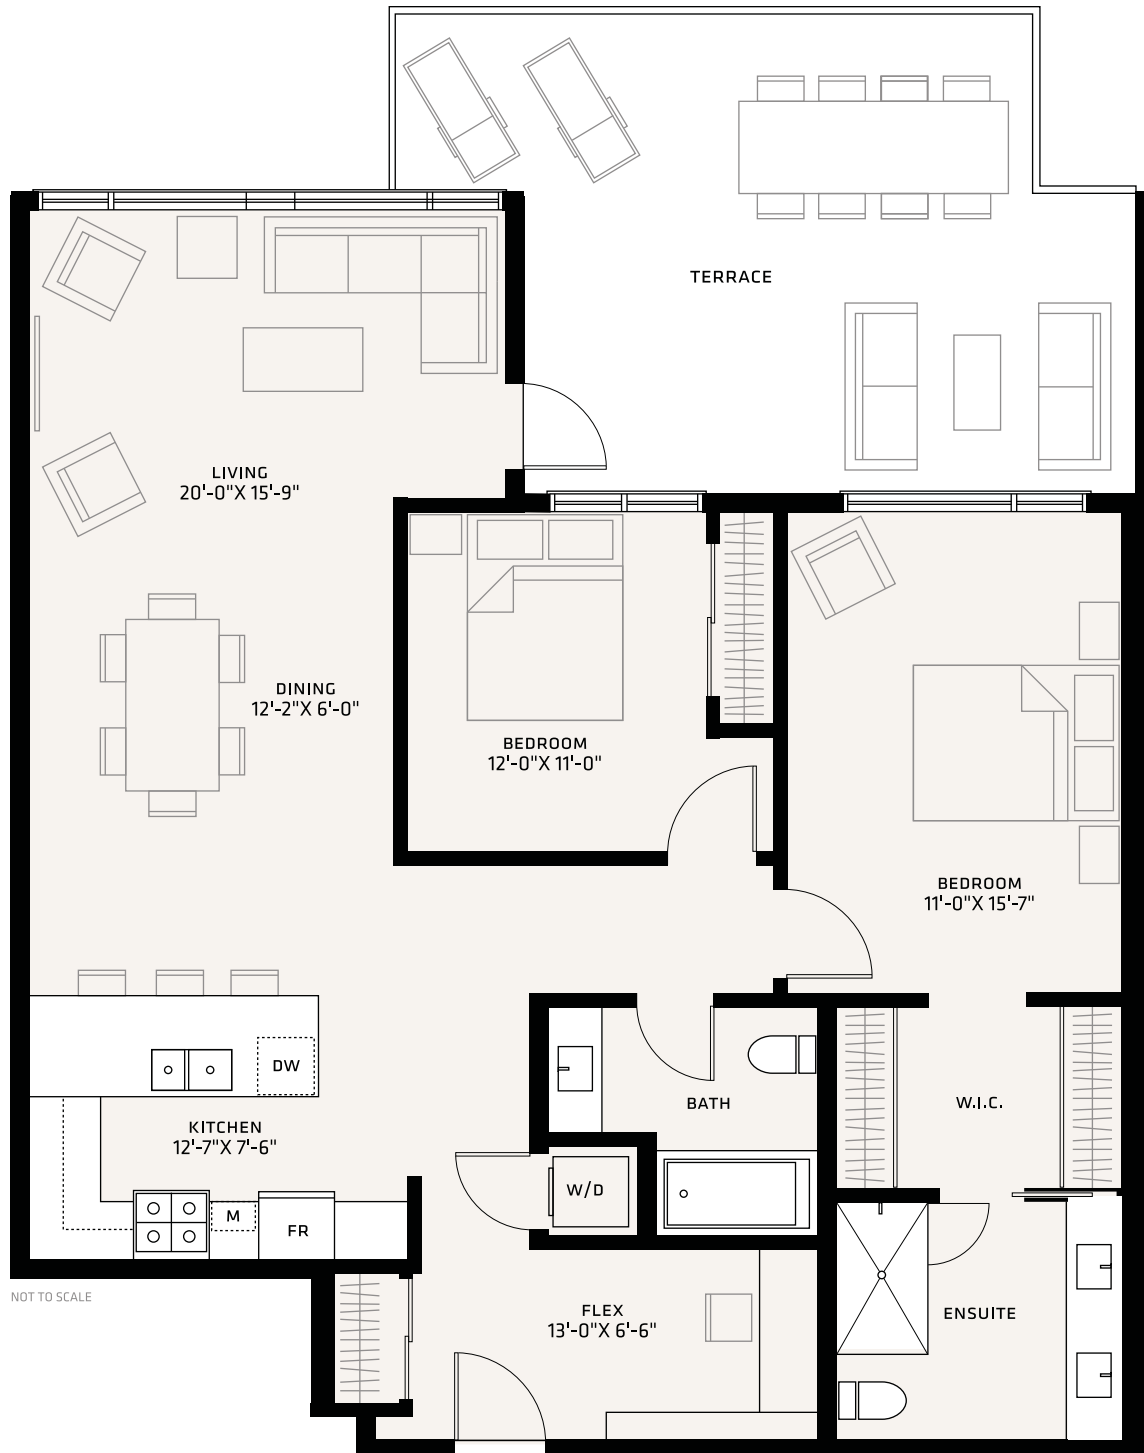 TERRACE
LIVING
20'-0"X 15'-9"
DINING
12'-2"X 6'-0"
BEDROOM
12'-0"X 11'-0"
BEDROOM
11'-0"X 15'-7"
DW
KITCHEN
12'-7"X 7'-6"
M
FR
BATH
W.I.C.
W/D
NOT TO SCALE
FLEX
13'-0"X 6'-6"
ENSUITE